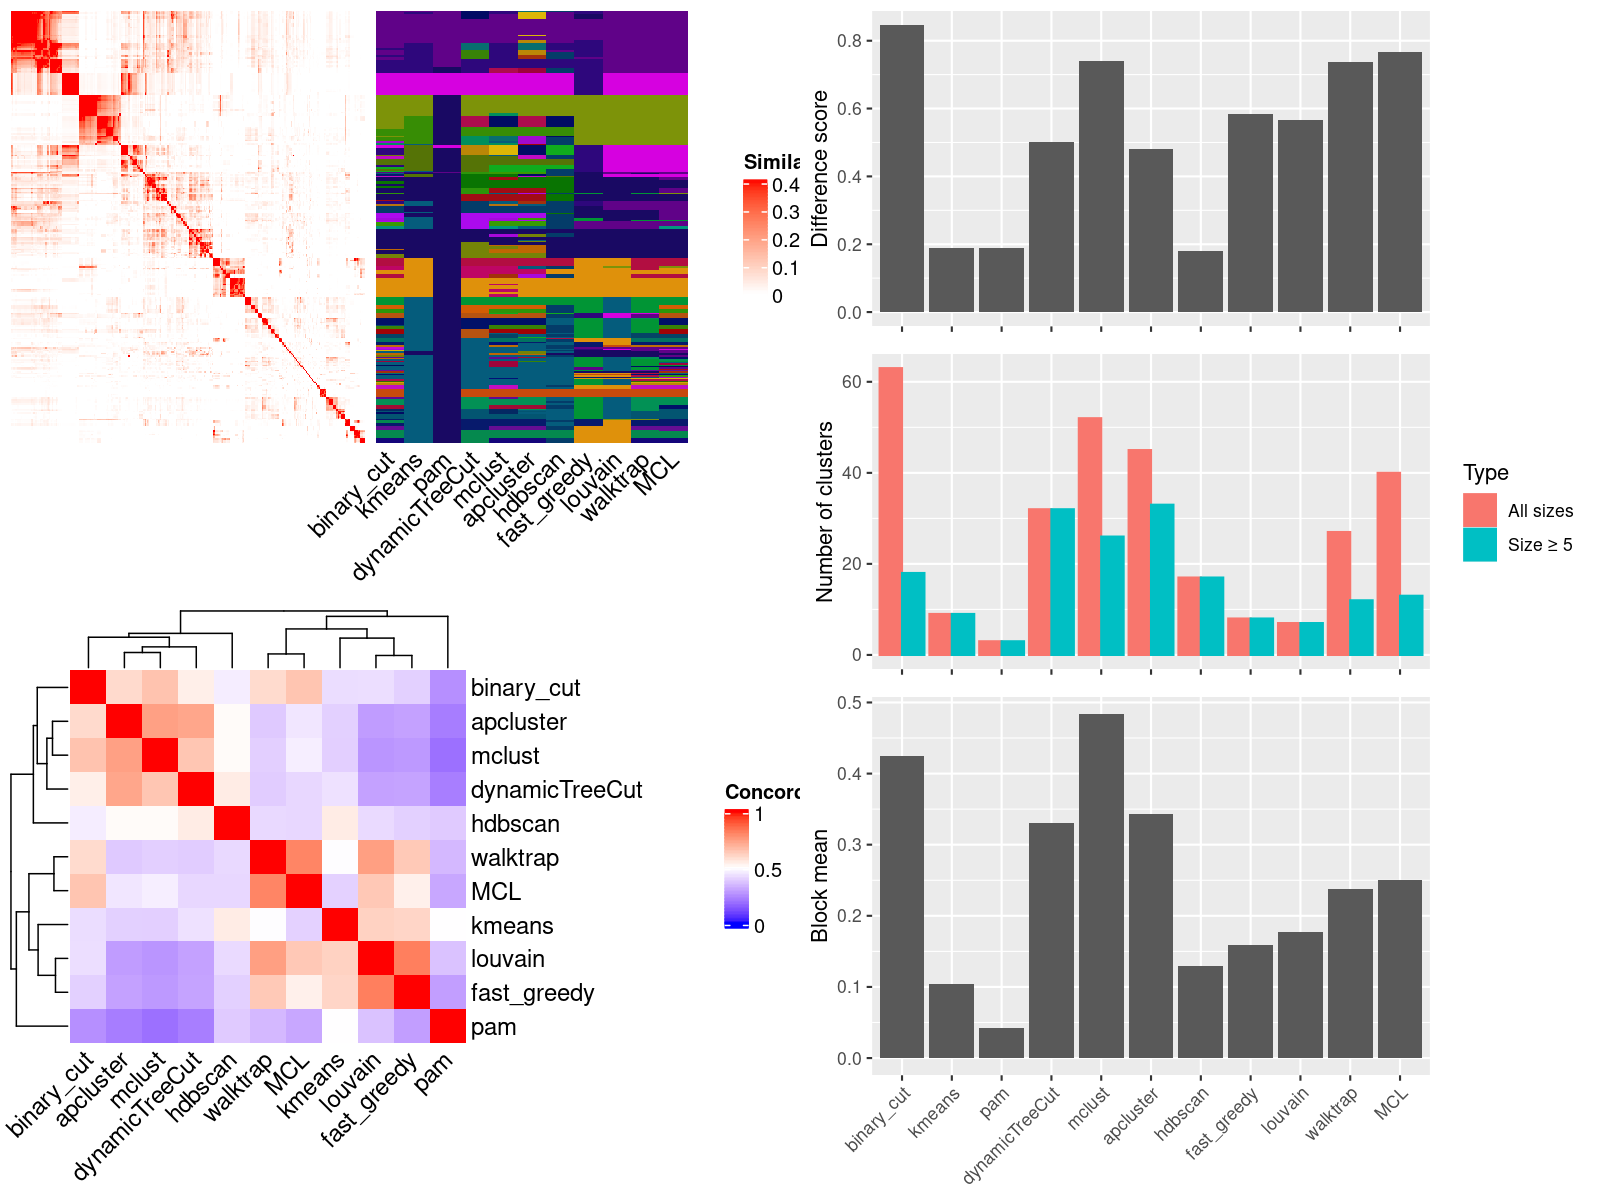 Simila
0.4
0.3
0.2
0.1
0
binary_cut
kmeans
pam
dynamicTreeCut
mclust
apcluster
hdbscan
fast_greedy
louvain
walktrap
MCL
binary_cut
apcluster
mclust
dynamicTreeCut
hdbscan
walktrap
MCL
kmeans
louvain
fast_greedy
pam
binary_cut
apcluster
mclust
dynamicTreeCut
hdbscan
walktrap
MCL
kmeans
louvain
fast_greedy
pam
Concord
1
0.5
0
Difference score
0.8
0.6
0.4
0.2
0.0
Number of clusters
60
40
20
0
Type
All sizes
Size ≥ 5
Block mean
0.5
0.4
0.3
0.2
0.1
0.0
binary_cut
kmeans
pam
dynamicTreeCut
mclust
apcluster
hdbscan
fast_greedy
louvain
walktrap
MCL